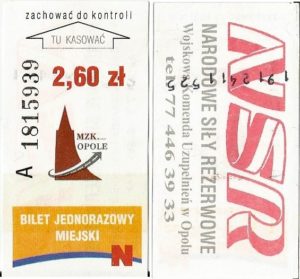 zachować do kontroli
TU KASOWAĆ
A 1815939
2,60 zł
MZK
OPOLE
BILET JEDNORAZOWY
MIEJSKI
N
NSR
NARODOWE SIŁY REZERWOWE
Wojskowa Komenda Uzupełnień w Opolu
tel. 77 446 39 33